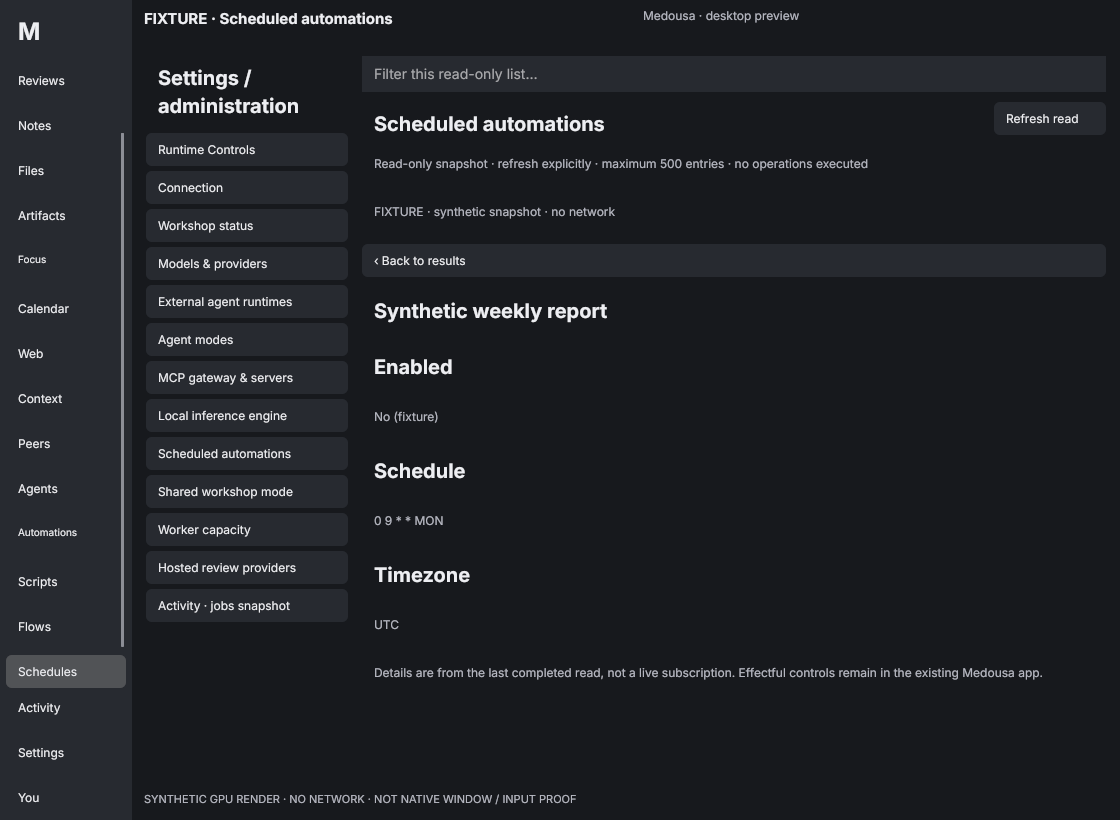 M
Reviews
Notes
Files
Artifacts
Focus
Calendar
Web
Context
Peers
Agents
Automations
Scripts
Flows
Schedules
Activity
Settings
You
FIXTURE · Scheduled automations
Medousa · desktop preview
Settings /
administration
Runtime Controls
Connection
Workshop status
Models & providers
External agent runtimes
Agent modes
MCP gateway & servers
Local inference engine
Scheduled automations
Shared workshop mode
Worker capacity
Hosted review providers
Activity · jobs snapshot
Filter this read-only list...
Scheduled automations
Refresh read
Read-only snapshot · refresh explicitly · maximum 500 entries · no operations executed
FIXTURE · synthetic snapshot · no network
‹ Back to results
Synthetic weekly report
Enabled
No (fixture)
Schedule
0 9 * * MON
Timezone
UTC
Details are from the last completed read, not a live subscription. Effectful controls remain in the existing Medousa app.
SYNTHETIC GPU RENDER · NO NETWORK · NOT NATIVE WINDOW / INPUT PROOF